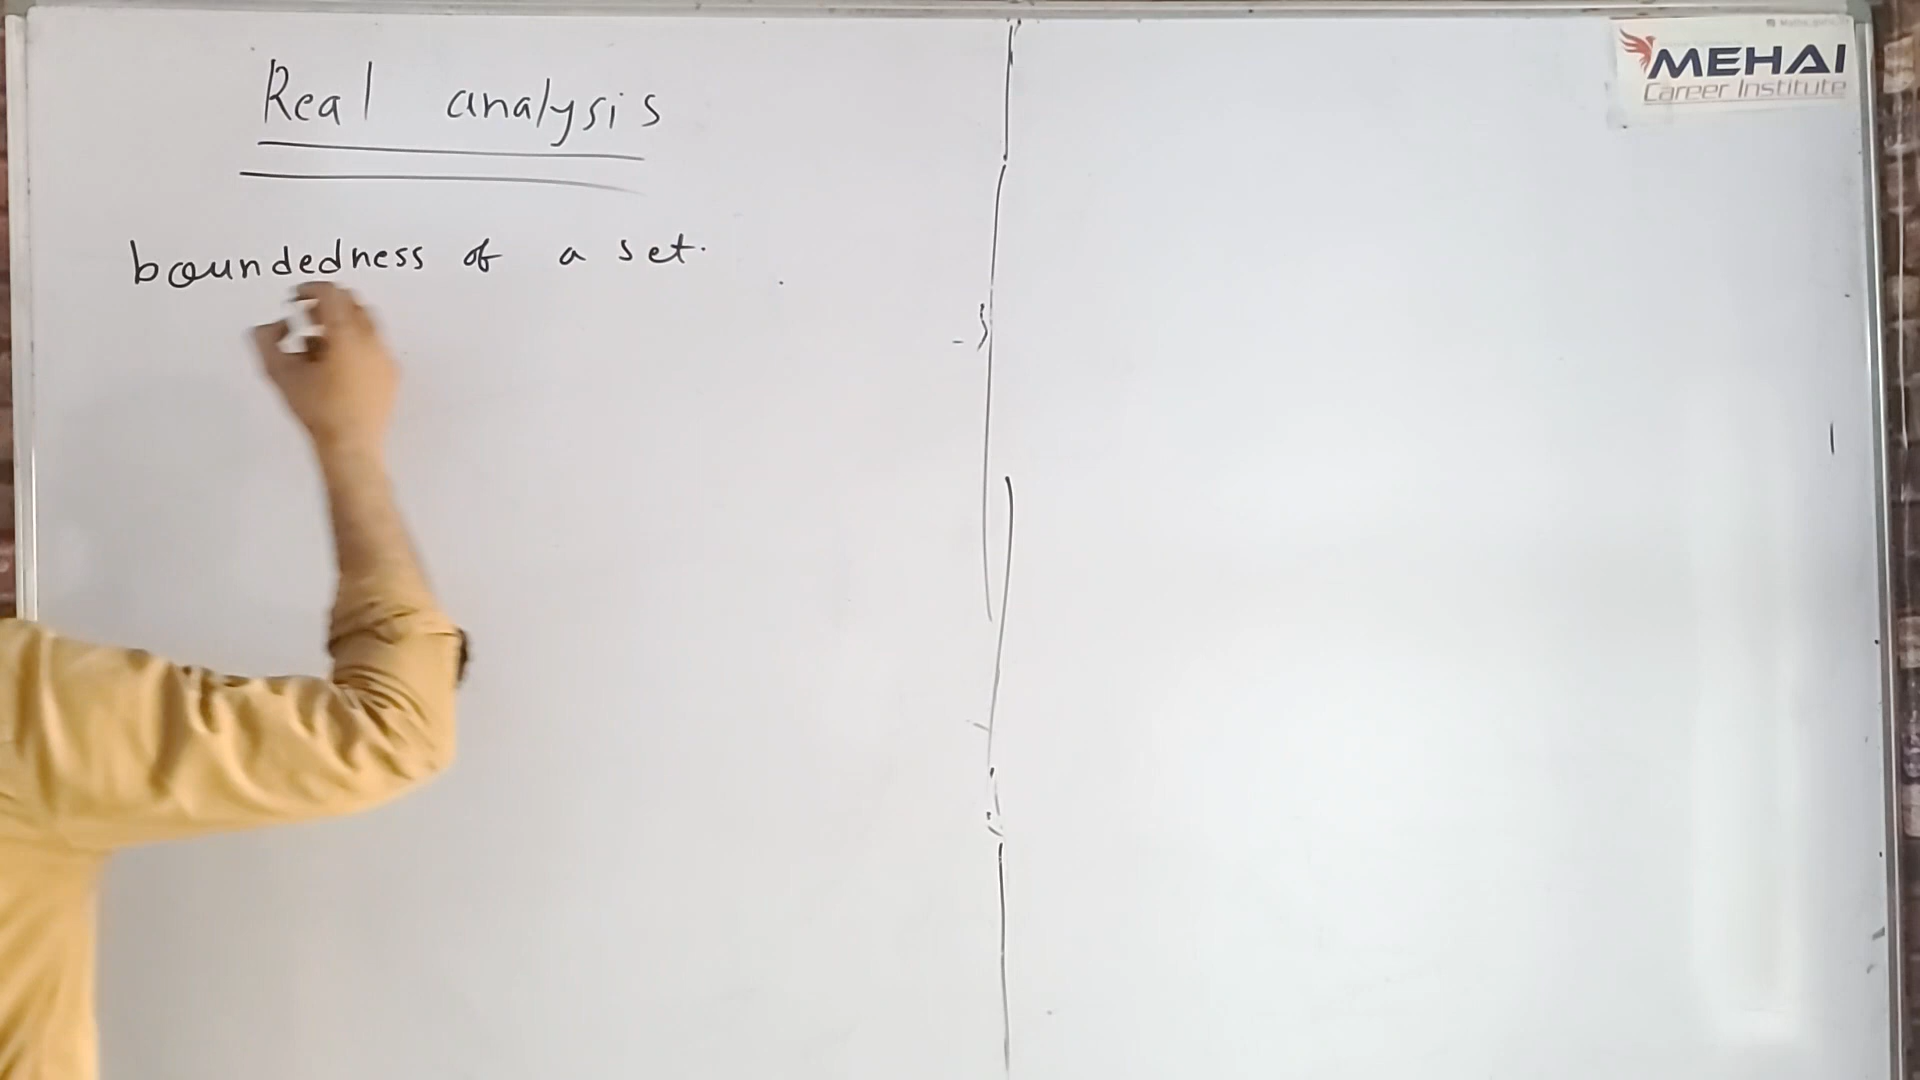 Real analysis
boundedness of a set.
MEHAI
Career Institute